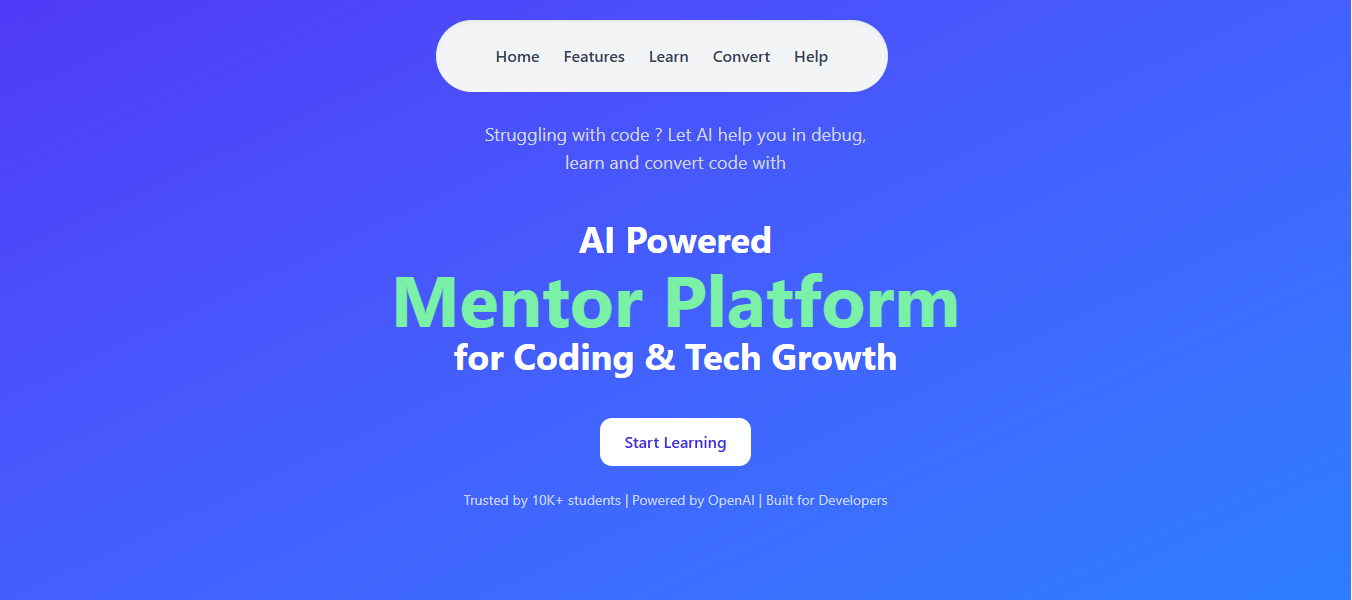 Home Features Learn Convert Help
Struggling with code ? Let AI help you in debug,
learn and convert code with
AI Powered
Mentor Platform
for Coding & Tech Growth
Start Learning
Trusted by 10K+ students | Powered by OpenAI | Built for Developers